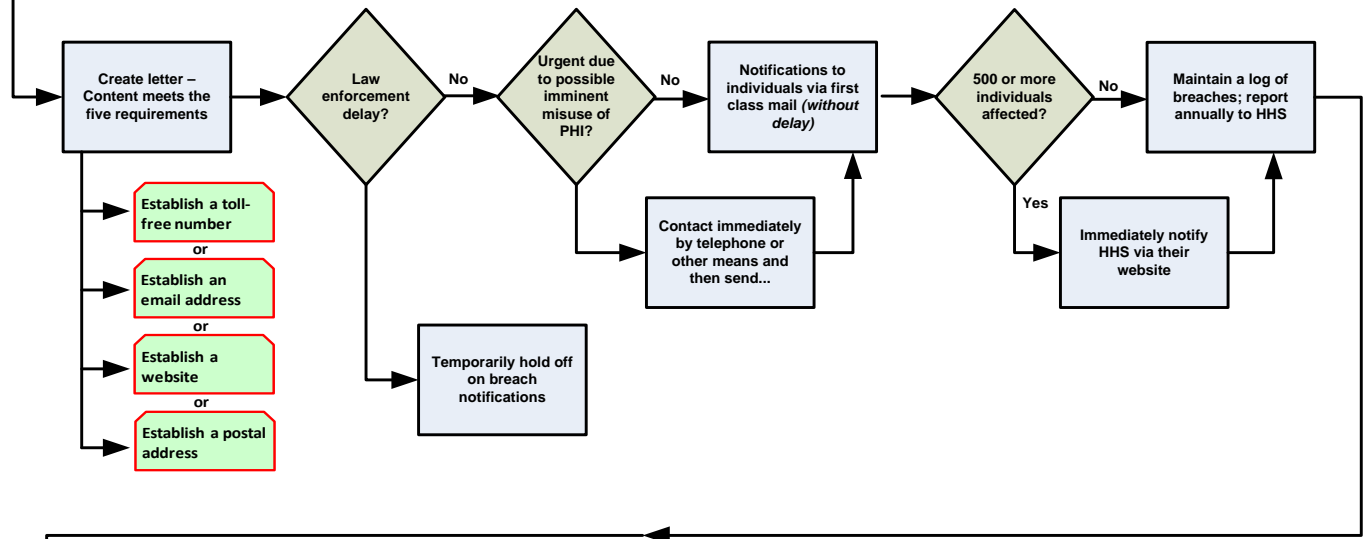 Create letter –
Content meets the
five requirements
Law
enforcement
delay?
No
Urgent due
to possible
imminent
misuse of
PHI?
No
Notifications to
individuals via first
class mail (without
delay)
500 or more
individuals
affected?
No
Maintain a log of
breaches; report
annually to HHS
Establish a toll-
free number
or
Establish an
email address
or
Establish a
website
or
Establish a postal
address
Temporarily hold off
on breach
notifications
Contact immediately
by telephone or
other means and
then send...
Yes
Immediately notify
HHS via their
website